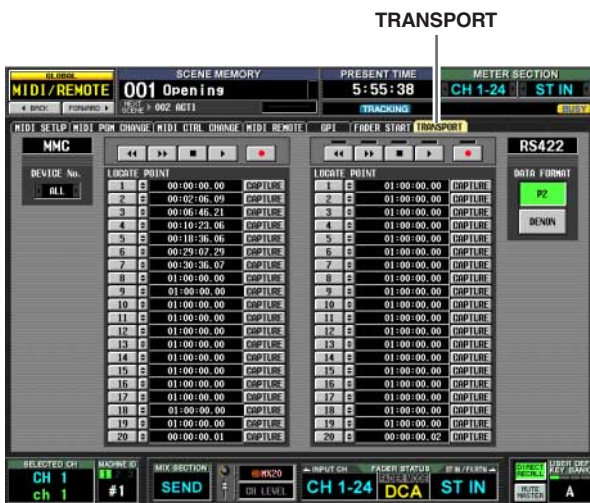 TRANSPORT
GLOBAL SCENE MEMORY PRESENT TIME METER SECTION
MIDI/REMOTE 001 Opening 5:55:38 CH 1-24 ST IN
BACK FORWARD NEXT SCENE 002 ACT1 TRACKING BUSY
MIDI SETUP MIDI PGM CHANGE MIDI CTRL CHANGE MIDI REMOTE GPI FADER START TRANSPORT
MMC RS422
DEVICE No. LOCATE POINT LOCATE POINT DATA FORMAT
ALL P2
DENON
1 00:00:00.00 CAPTURE 1 01:00:00.00 CAPTURE
2 00:02:06.09 CAPTURE 2 01:00:00.00 CAPTURE
3 00:06:46.21 CAPTURE 3 01:00:00.00 CAPTURE
4 00:10:23.06 CAPTURE 4 01:00:00.00 CAPTURE
5 00:18:36.06 CAPTURE 5 01:00:00.00 CAPTURE
6 00:29:07.29 CAPTURE 6 01:00:00.00 CAPTURE
7 00:30:36.07 CAPTURE 7 01:00:00.00 CAPTURE
8 01:00:00.00 CAPTURE 8 01:00:00.00 CAPTURE
9 01:00:00.00 CAPTURE 9 01:00:00.00 CAPTURE
10 01:00:00.00 CAPTURE 10 01:00:00.00 CAPTURE
11 01:00:00.00 CAPTURE 11 01:00:00.00 CAPTURE
12 01:00:00.00 CAPTURE 12 01:00:00.00 CAPTURE
13 01:00:00.00 CAPTURE 13 01:00:00.00 CAPTURE
14 01:00:00.00 CAPTURE 14 01:00:00.00 CAPTURE
15 01:00:00.00 CAPTURE 15 01:00:00.00 CAPTURE
16 01:00:00.00 CAPTURE 16 01:00:00.00 CAPTURE
17 01:00:00.00 CAPTURE 17 01:00:00.00 CAPTURE
18 01:00:00.00 CAPTURE 18 01:00:00.00 CAPTURE
19 01:00:00.00 CAPTURE 19 01:00:00.00 CAPTURE
20 00:00:00.01 CAPTURE 20 00:00:00.02 CAPTURE
SELECTED CH MACHINE ID MIX SECTION INPUT CH FADER STATUS ST IN / FX RTN DIRECT RECALL USER DEF KEY BANK
CH 1 1 SEND MIX20 CH 1-24 FADER MODE ST IN
ch 1 #1 CH LEVEL DCA MUTE MASTER A